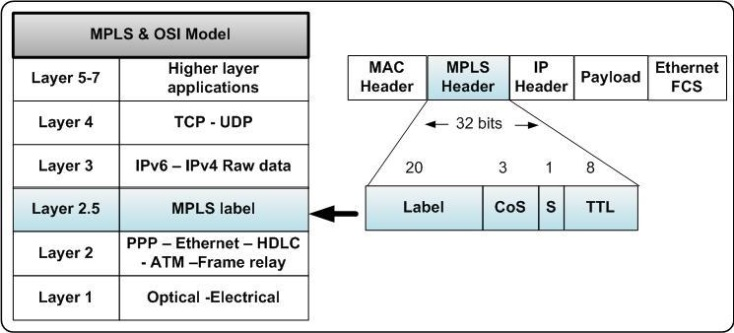 MPLS & OSI Model
Layer 5-7
Higher layer
applications
Layer 4
TCP - UDP
Layer 3
IPv6 – IPv4 Raw data
Layer 2.5
MPLS label
Layer 2
PPP – Ethernet – HDLC
- ATM –Frame relay
Layer 1
Optical -Electrical
MAC
Header
MPLS
Header
IP
Header
Payload
Ethernet
FCS
32 bits
20 3 1 8
Label CoS S TTL